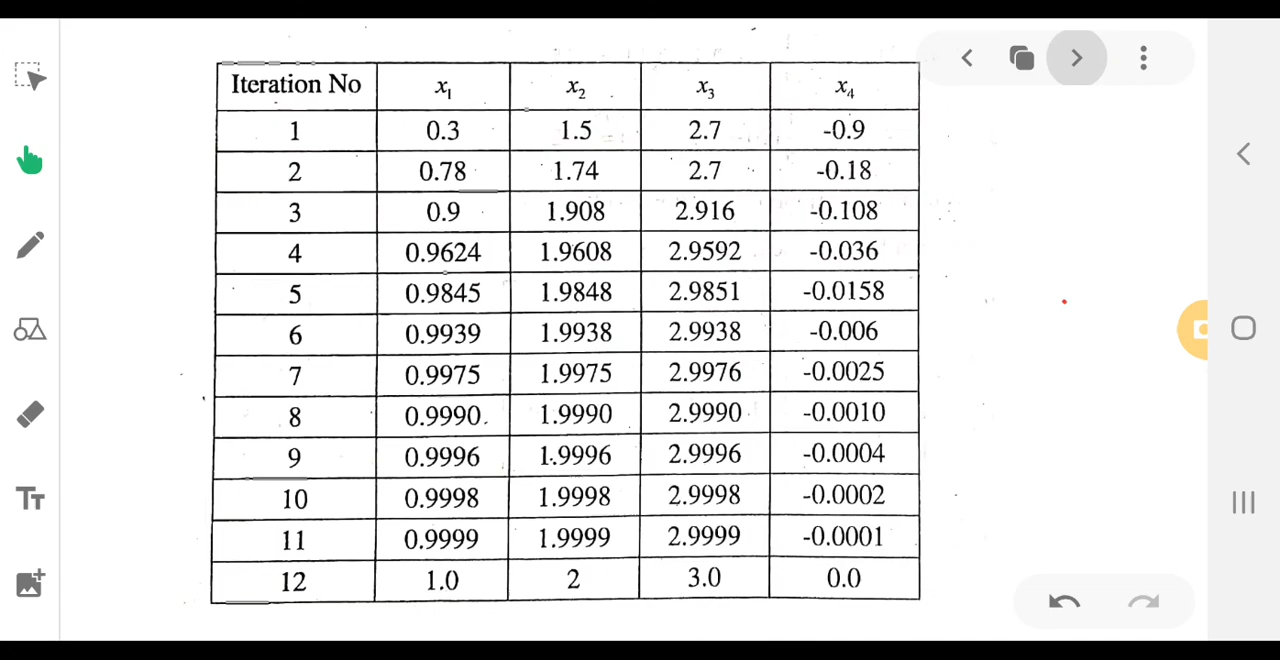 Iteration No x₁ x₂ x₃ x₄
1 0.3 1.5 2.7 -0.9
2 0.78 1.74 2.7 -0.18
3 0.9 1.908 2.916 -0.108
4 0.9624 1.9608 2.9592 -0.036
5 0.9845 1.9848 2.9851 -0.0158
6 0.9939 1.9938 2.9938 -0.006
7 0.9975 1.9975 2.9976 -0.0025
8 0.9990 1.9990 2.9990 -0.0010
9 0.9996 1.9996 2.9996 -0.0004
10 0.9998 1.9998 2.9998 -0.0002
11 0.9999 1.9999 2.9999 -0.0001
12 1.0 2 3.0 0.0
TT